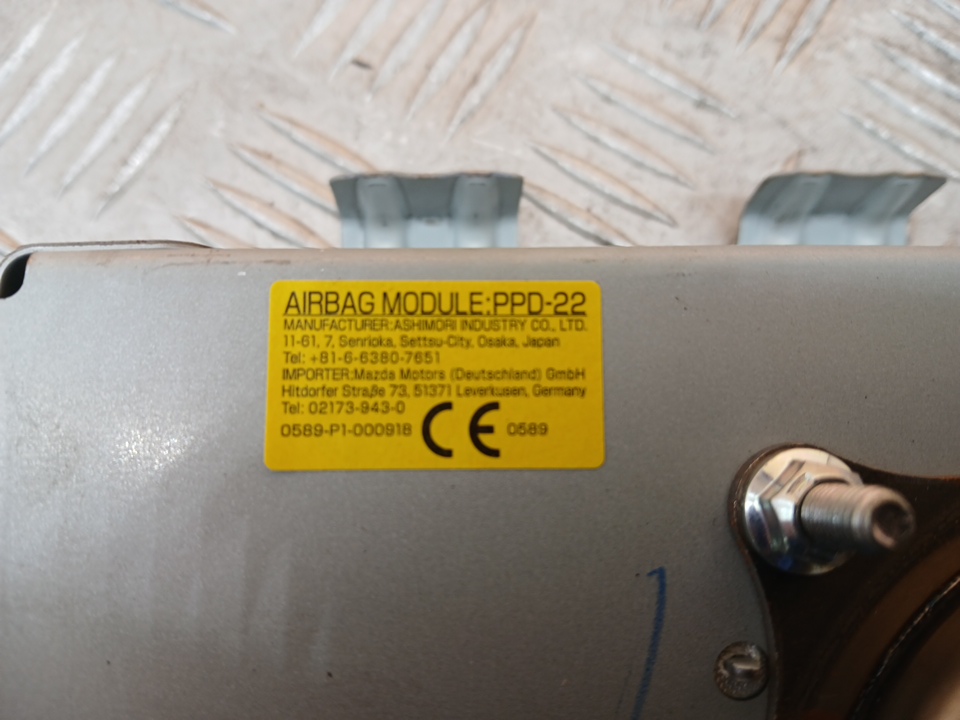 AIRBAG MODULE:PPD-22
MANUFACTURER:ASHIMORI INDUSTRY CO., LTD.
11-61, 7, Senrioka, Settsu-City, Osaka, Japan
Tel: +81-6-6380-7651
IMPORTER:Mazda Motors (Deutschland) GmbH
Hitdorfer Straße 73, 51371 Leverkusen, Germany
Tel: 02173-943-0
0589-P1-000918 CE 0589